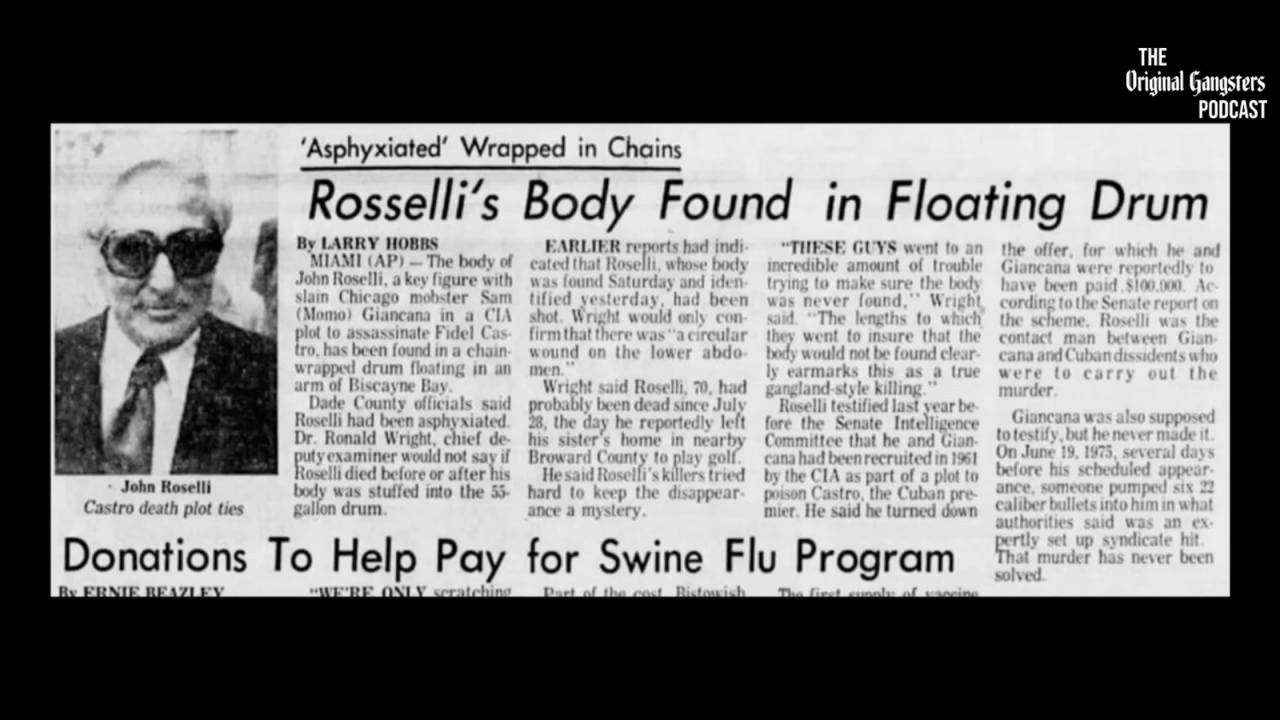 THE
Original Gangsters
PODCAST
'Asphyxiated' Wrapped in Chains
Rosselli's Body Found in Floating Drum
John Roselli
Castro death plot ties
By LARRY HOBBS
MIAMI (AP) — The body of
John Roselli, a key figure with
slain Chicago mobster Sam
(Momo) Giancana in a CIA
plot to assassinate Fidel Cas-
tro, has been found in a chain-
wrapped drum floating in an
arm of Biscayne Bay.
Dade County officials said
Roselli had been asphyxiated.
Dr. Ronald Wright, chief de-
puty examiner would not say if
Roselli died before or after his
body was stuffed into the 55-
gallon drum.
EARLIER reports had indi-
cated that Roselli, whose body
was found Saturday and iden-
tified yesterday, had been
shot. Wright would only con-
firm that there was "a circular
wound on the lower abdo-
men."
Wright said Roselli, 70, had
probably been dead since July
28, the day he reportedly left
his sister's home in nearby
Broward County to play golf.
He said Roselli's killers tried
hard to keep the disappear-
ance a mystery.
"THESE GUYS went to an
incredible amount of trouble
trying to make sure the body
was never found," Wright
said. "The lengths to which
they went to insure that the
body would not be found clear-
ly earmarks this as a true
gangland-style killing."
Roselli testified last year be-
fore the Senate Intelligence
Committee that he and Gian-
cana had been recruited in 1961
by the CIA as part of a plot to
poison Castro, the Cuban pre-
mier. He said he turned down
the offer, for which he and
Giancana were reportedly to
have been paid $100,000. Ac-
cording to the Senate report on
the scheme, Roselli was the
contact man between Gian-
cana and Cuban dissidents who
were to carry out the
murder.
Giancana was also supposed
to testify, but he never made it.
On June 19, 1975, several days
before his scheduled appear-
ance, someone pumped six 22
caliber bullets into him in what
authorities said was an ex-
pertly set up syndicate hit.
That murder has never been
solved.
Donations To Help Pay for Swine Flu Program
By ERNIE BEAZLEY
"WE'RE ONLY scratching
Part of the cost, Bistowish
The first supply of vaccine